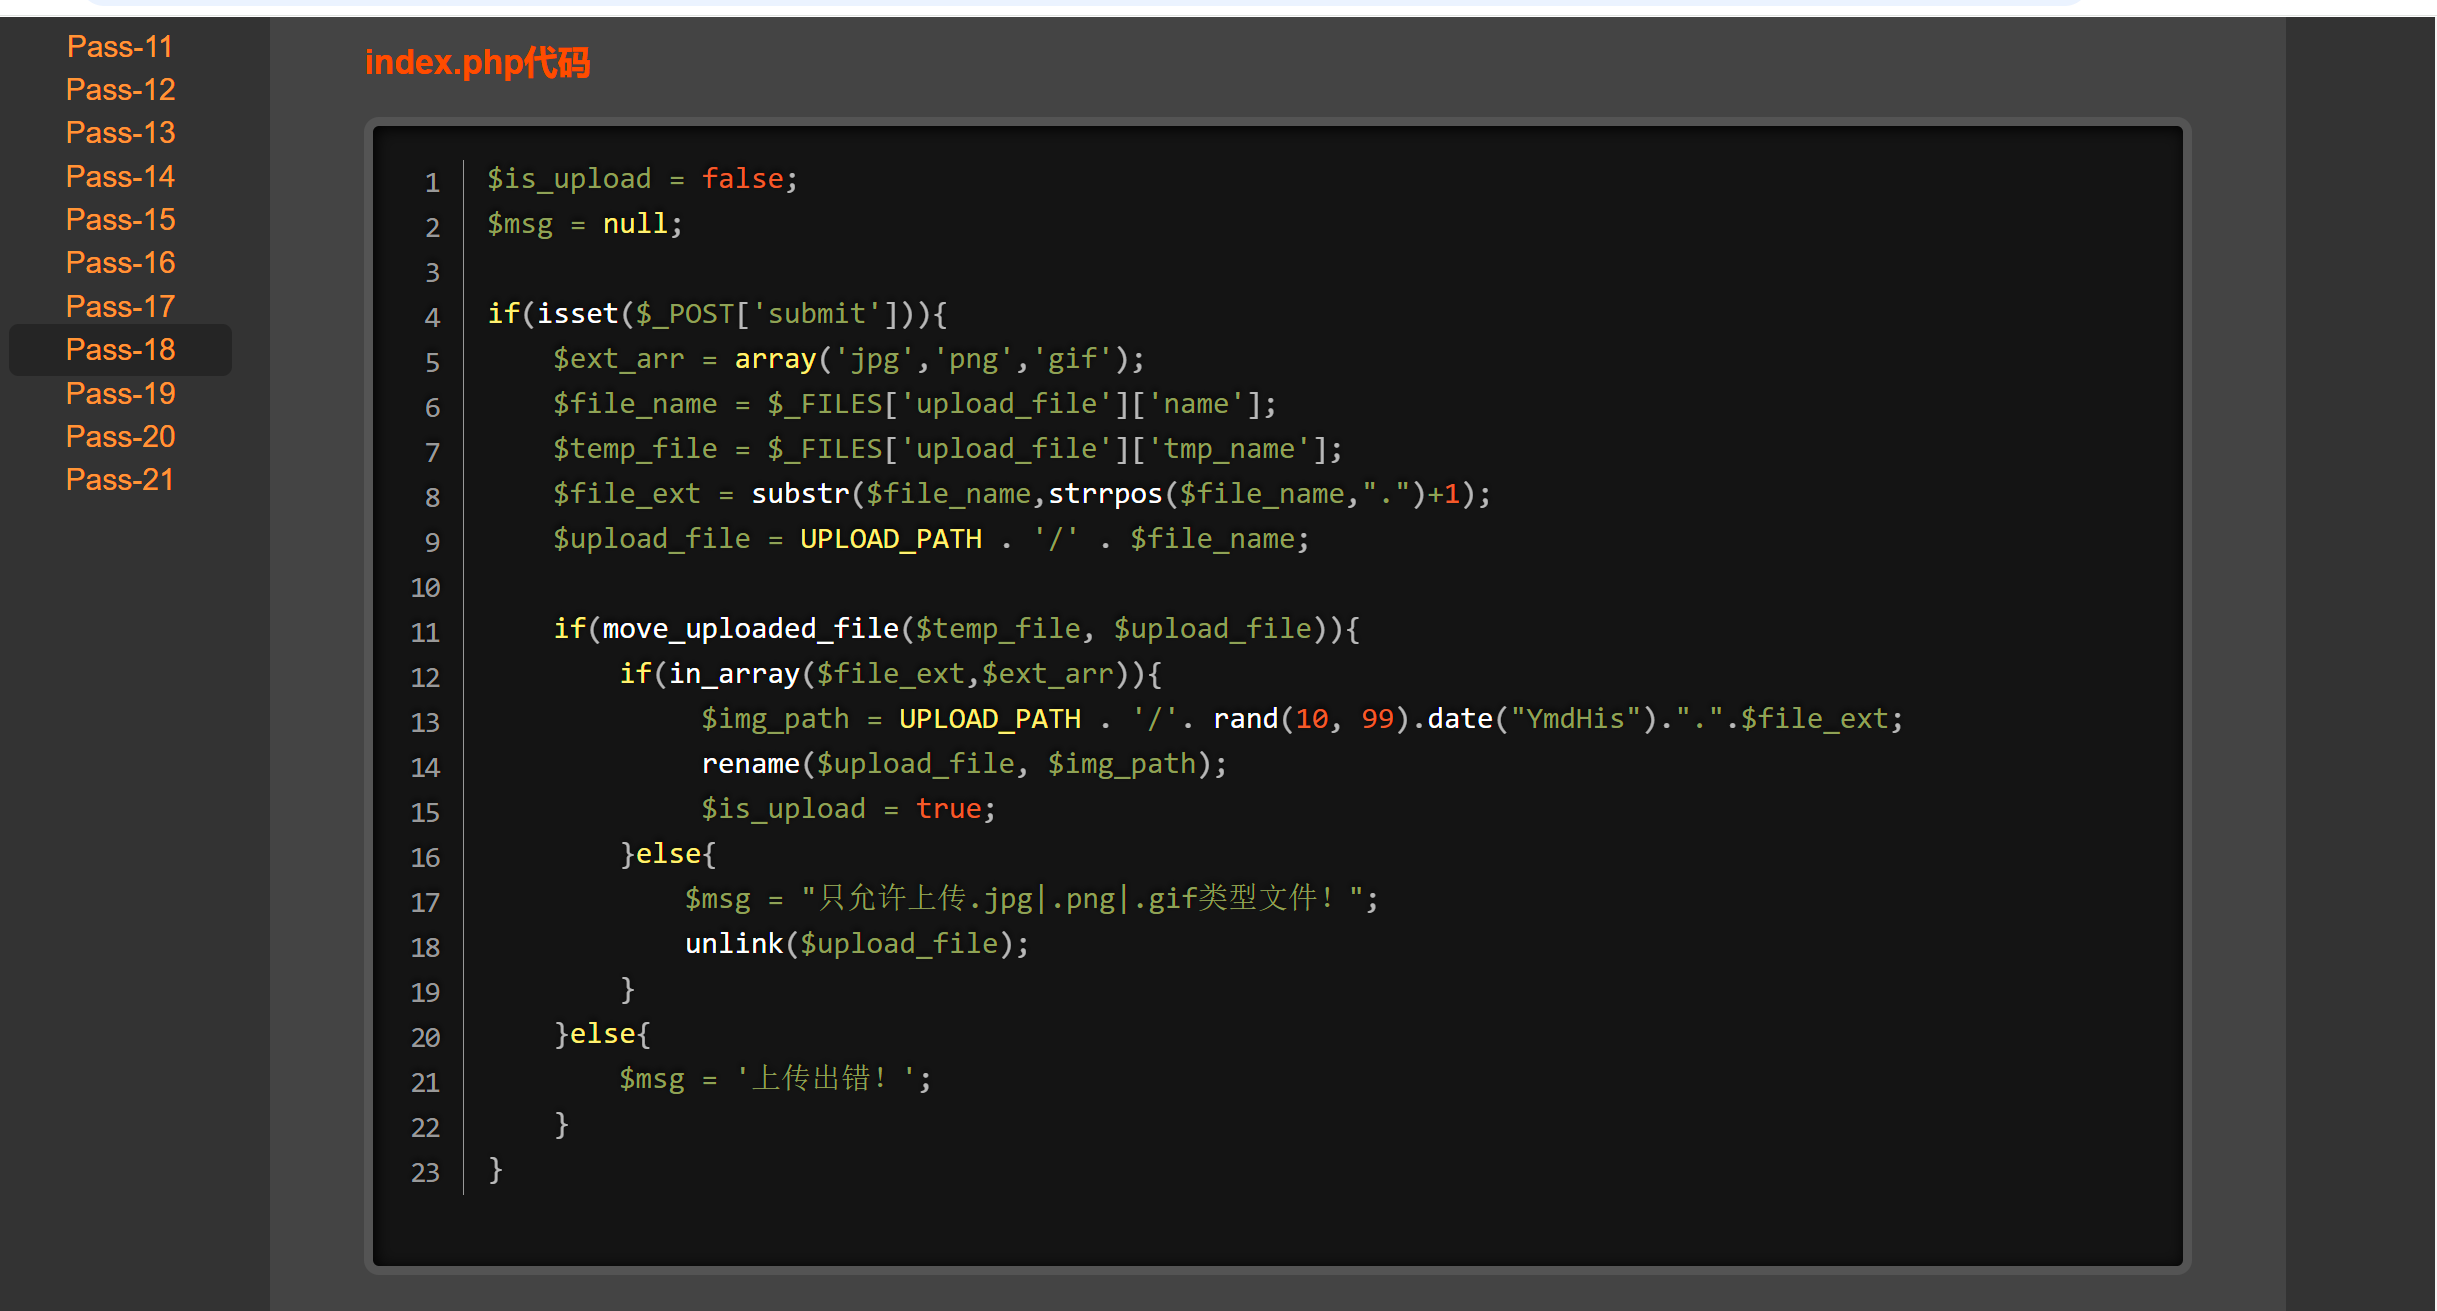 Pass-11
Pass-12
Pass-13
Pass-14
Pass-15
Pass-16
Pass-17
Pass-18
Pass-19
Pass-20
Pass-21
index.php代码
1 $is_upload = false;
2 $msg = null;
3
4 if(isset($_POST['submit'])){
5     $ext_arr = array('jpg','png','gif');
6     $file_name = $_FILES['upload_file']['name'];
7     $temp_file = $_FILES['upload_file']['tmp_name'];
8     $file_ext = substr($file_name,strrpos($file_name,".")+1);
9     $upload_file = UPLOAD_PATH . '/' . $file_name;
10
11     if(move_uploaded_file($temp_file, $upload_file)){
12         if(in_array($file_ext,$ext_arr)){
13              $img_path = UPLOAD_PATH . '/'. rand(10, 99).date("YmdHis").".".$file_ext;
14              rename($upload_file, $img_path);
15              $is_upload = true;
16         }else{
17             $msg = "只允许上传.jpg|.png|.gif类型文件！";
18             unlink($upload_file);
19         }
20     }else{
21         $msg = '上传出错！';
22     }
23 }